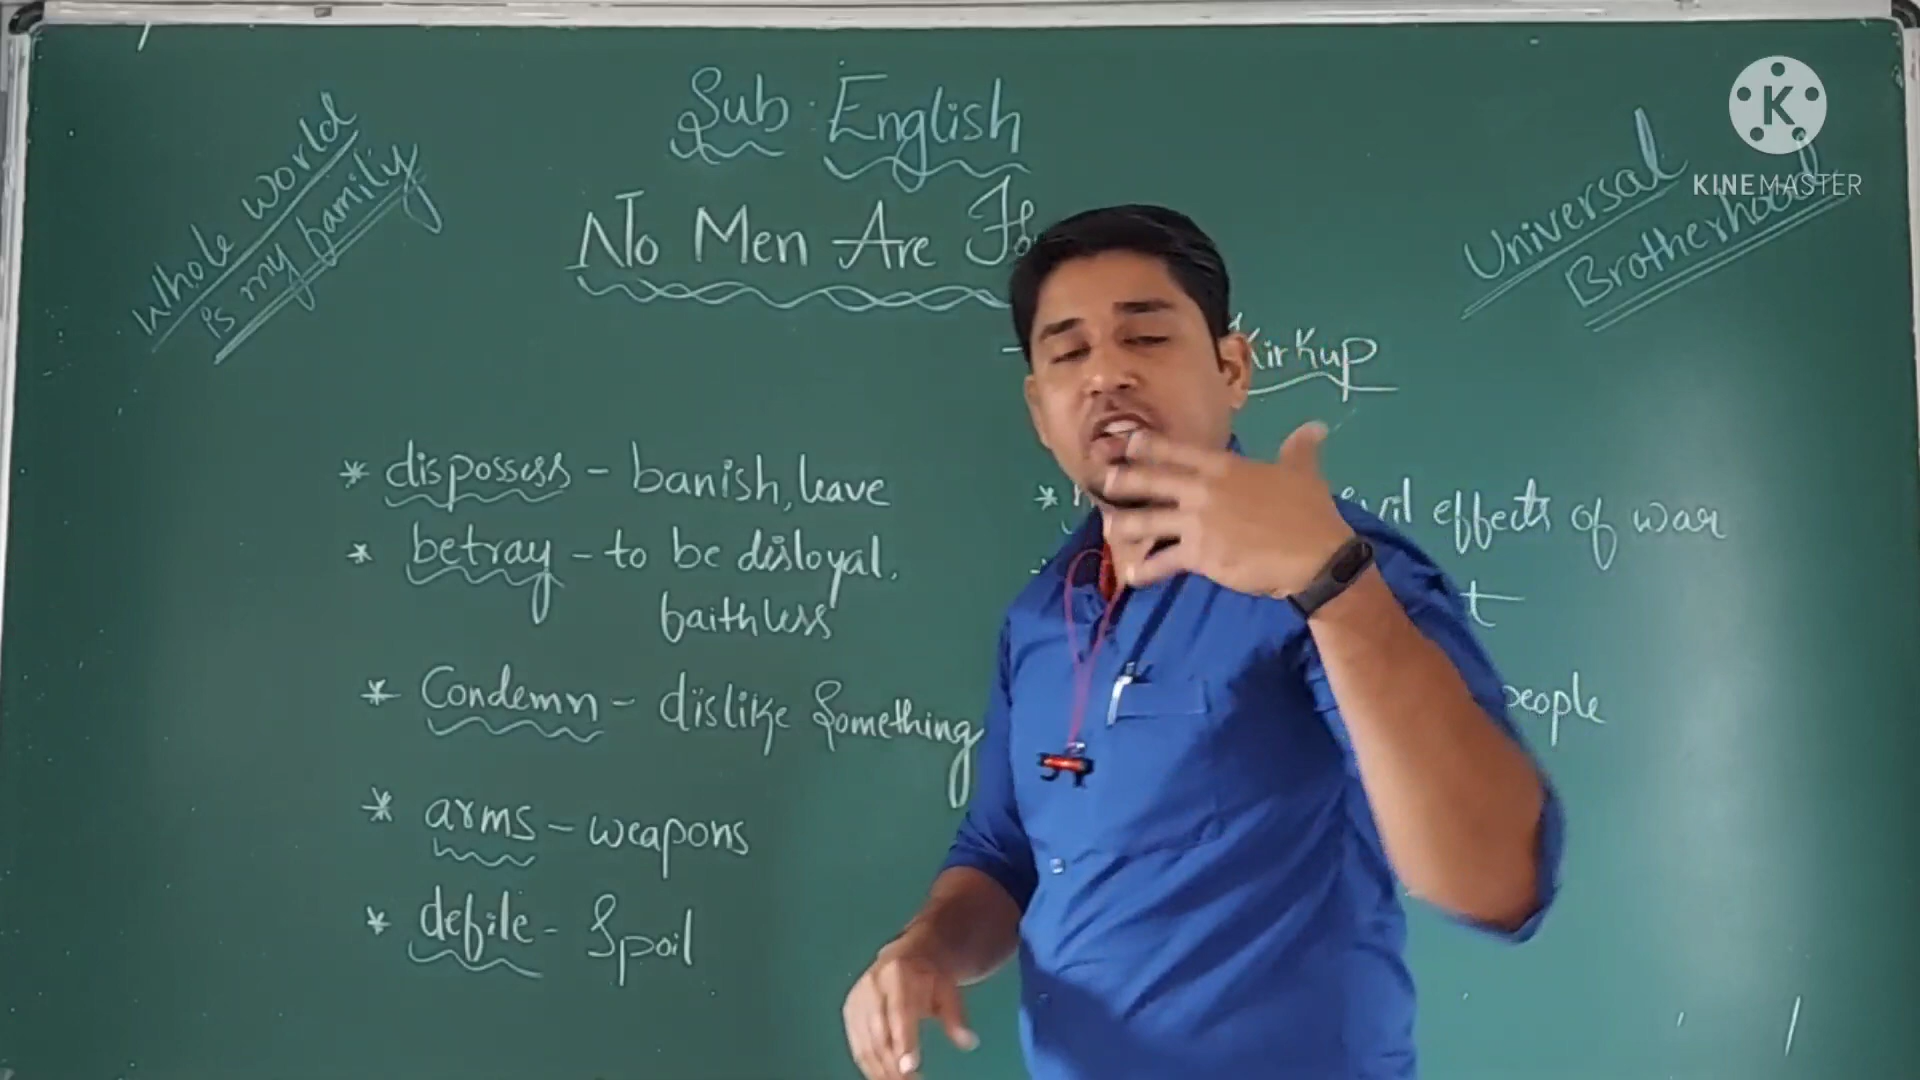 Sub : English
No Men Are
Kirkup
Whole world
is my family
Universal
Brotherhood
KINEMASTER
* dispossess - banish, leave
* betray - to be disloyal,
faithless
* Condemn - dislike something
* arms - weapons
* defile - Spoil
* evil effects of war
people